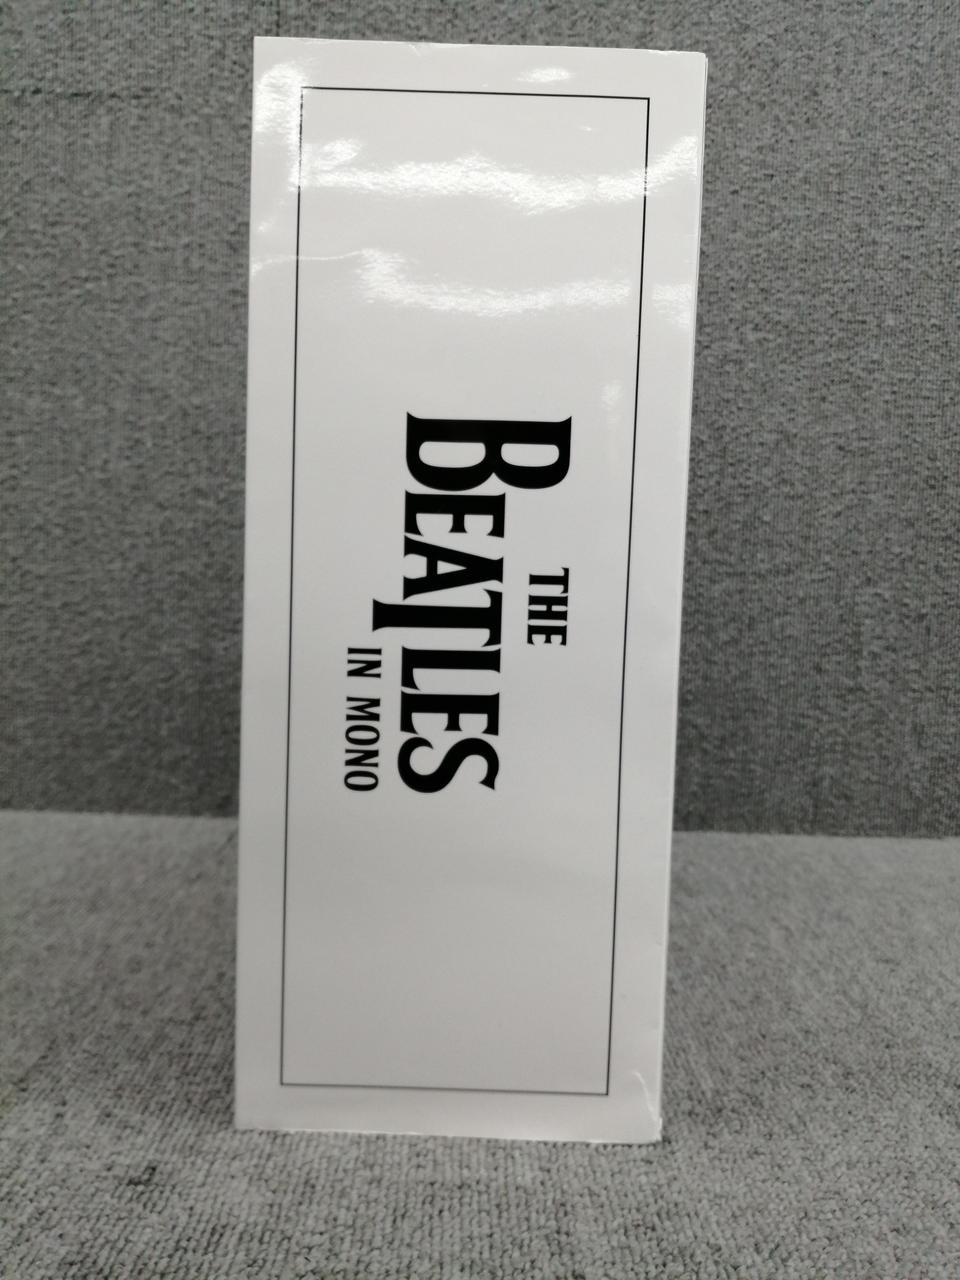 THE
BEATLES
IN MONO